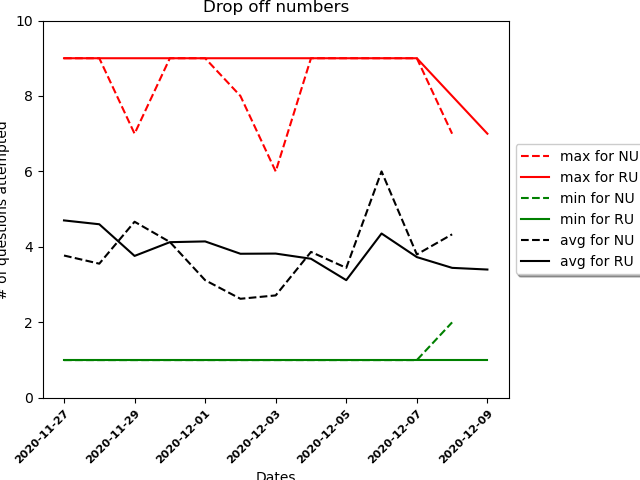 Drop off numbers
# of questions attempted
10
8
6
4
2
0
2020-11-27
2020-11-29
2020-12-01
2020-12-03
2020-12-05
2020-12-07
2020-12-09
Dates
max for NU
max for RU
min for NU
min for RU
avg for NU
avg for RU